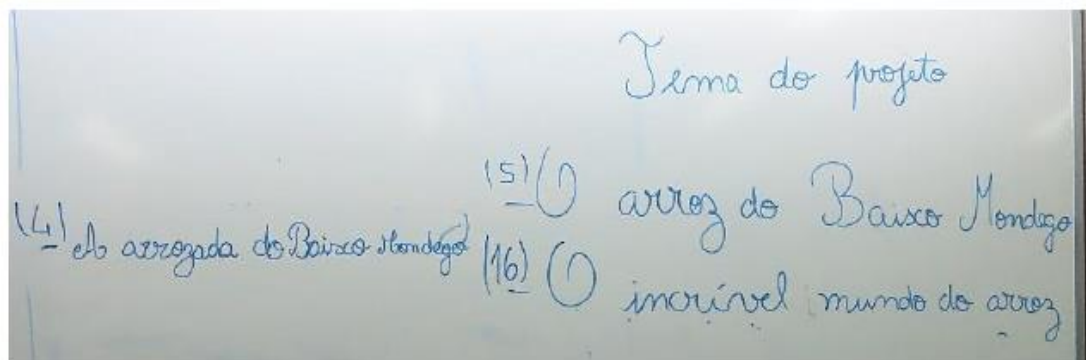 Tema do projeto
(4) A arrozada do Baixo Mondego
(5) O arroz do Baixo Mondego
(16) O incrível mundo do arroz